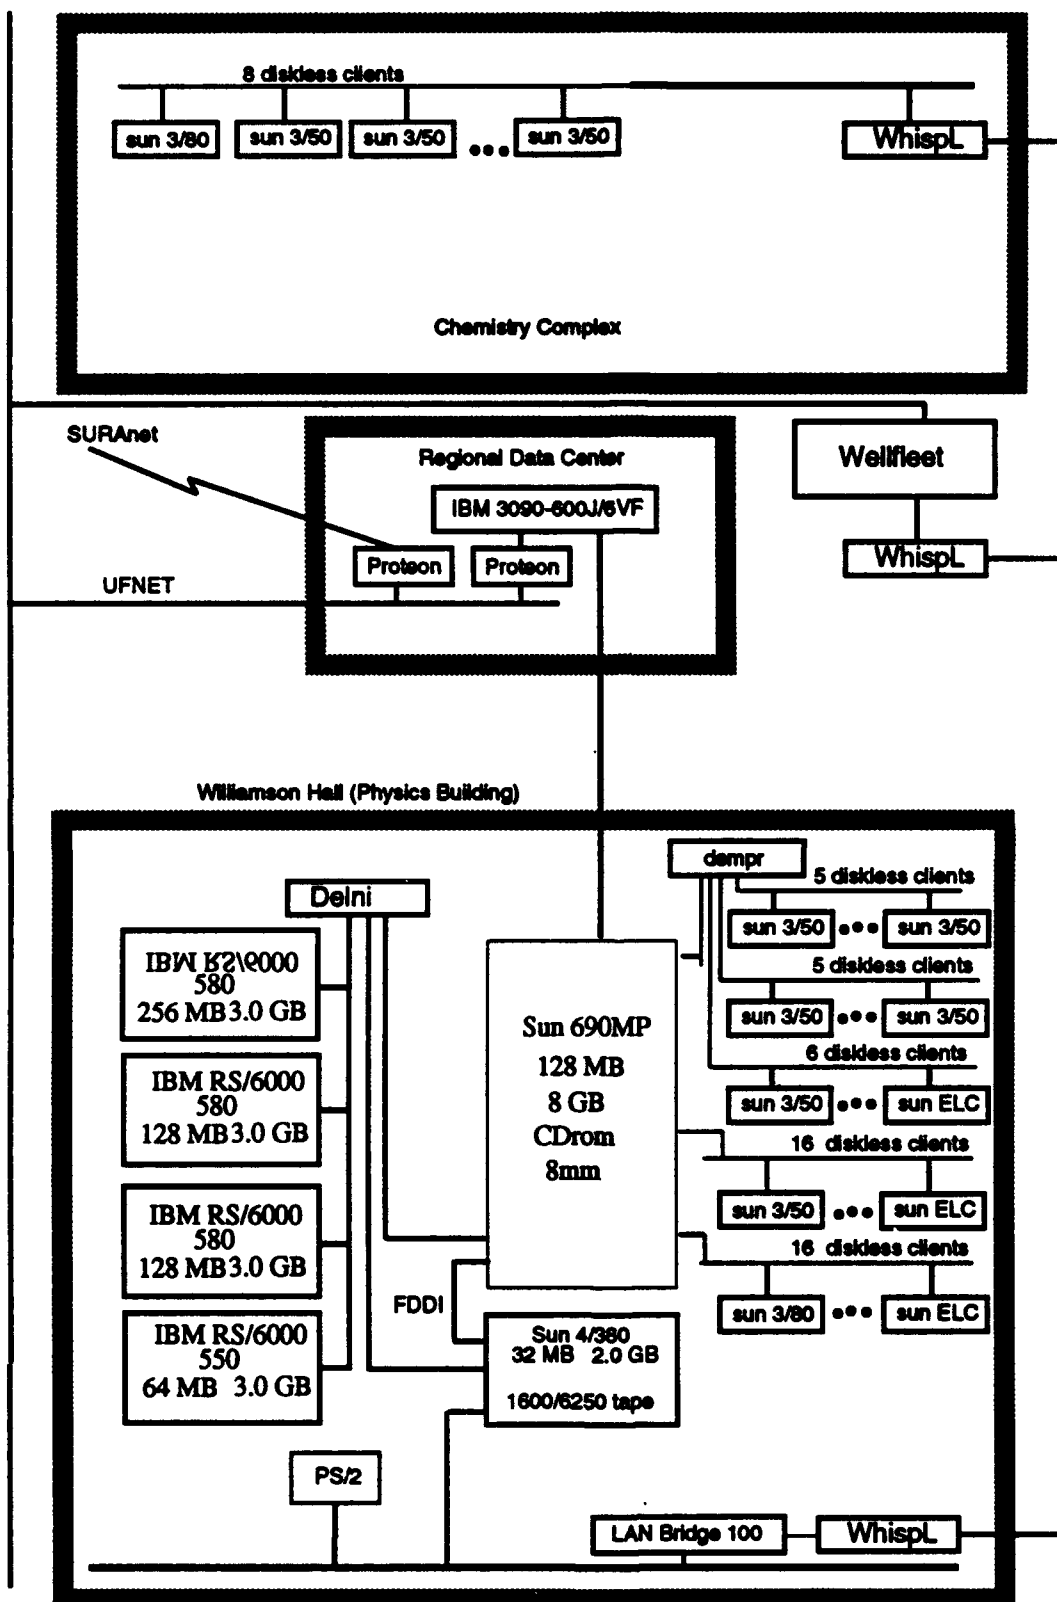 8 diskless clients
sun 3/80
sun 3/50
sun 3/50
sun 3/50
WhispL
Chemistry Complex
SURAnet
Regional Data Center
IBM 3090-600J/6VF
Proteon
Proteon
UFNET
Wellfleet
WhispL
Williamson Hall (Physics Building)
Delni
dempr
IBM RS/6000
580
256 MB 3.0 GB
IBM RS/6000
580
128 MB 3.0 GB
IBM RS/6000
580
128 MB 3.0 GB
IBM RS/6000
550
64 MB 3.0 GB
Sun 690MP
128 MB
8 GB
CDrom
8mm
5 diskless clients
sun 3/50
sun 3/50
5 diskless clients
sun 3/50
sun 3/50
6 diskless clients
sun 3/50
sun ELC
16 diskless clients
sun 3/50
sun ELC
16 diskless clients
sun 3/80
sun ELC
FDDI
Sun 4/380
32 MB 2.0 GB
1600/6250 tape
PS/2
LAN Bridge 100
WhispL